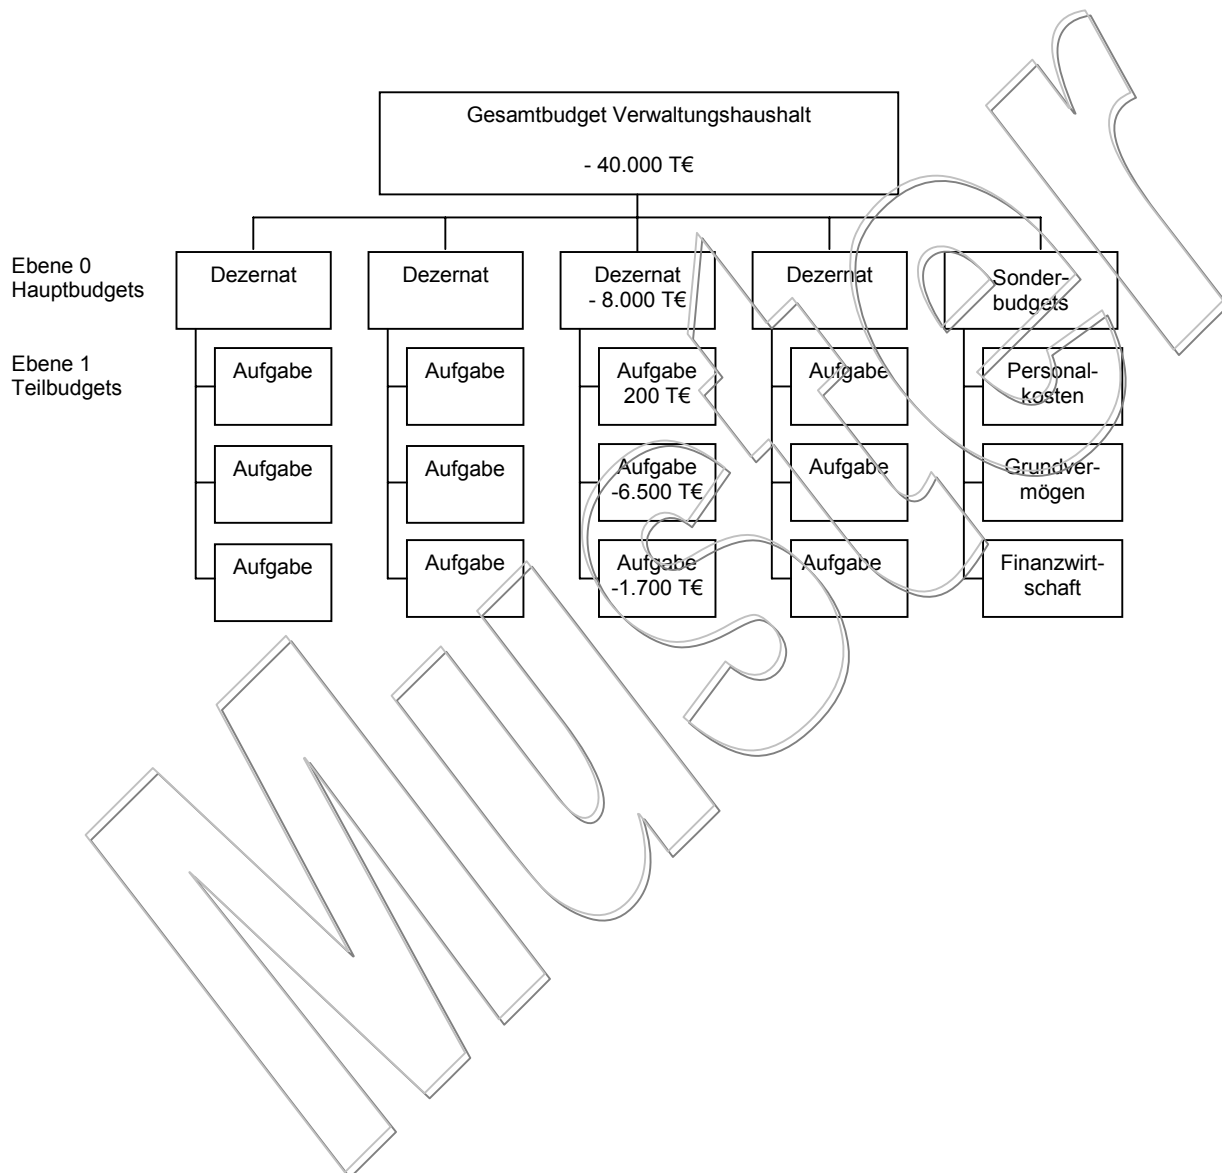 Gesamtbudget Verwaltungshaushalt
- 40.000 T€
Ebene 0
Hauptbudgets
Dezernat
Dezernat
Dezernat
- 8.000 T€
Dezernat
Sonder-
budgets
Ebene 1
Teilbudgets
Aufgabe
Aufgabe
Aufgabe
200 T€
Aufgabe
Personal-
kosten
Aufgabe
Aufgabe
Aufgabe
-6.500 T€
Aufgabe
Grundver-
mögen
Aufgabe
Aufgabe
Aufgabe
-1.700 T€
Aufgabe
Finanzwirt-
schaft
Muster